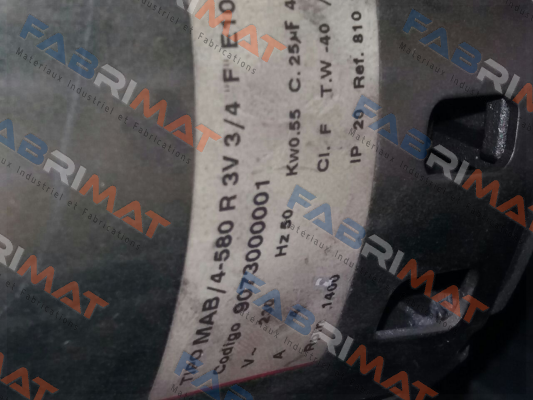 TIPO MAB/4-580 R 3V 3/4 "F" E10
Codigo 9073000001
V~ 230 Hz 50 Kw0.55 C. 25µF 4
A Cl. F T.W -40
1400 IP 20 Ref. 810
FABRIMAT
Materiaux Industriel et Fabrications